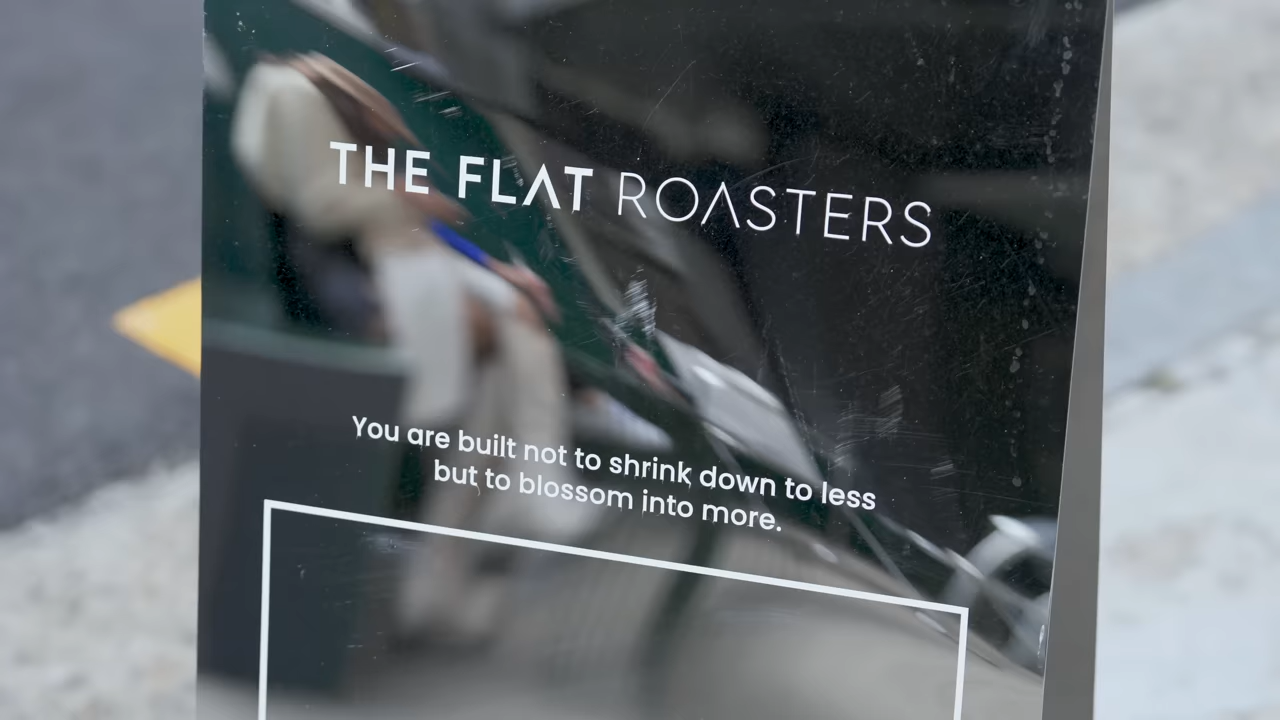 THE FLAT ROASTERS
You are built not to shrink down to less
but to blossom into more.